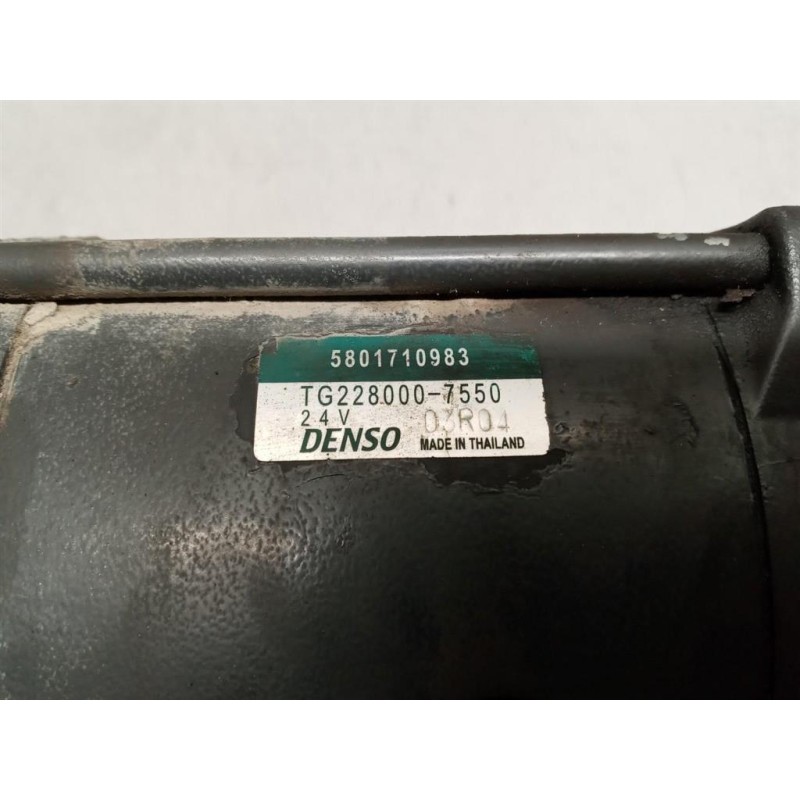 5801710983
TG228000-7550
24V 03R04
DENSO MADE IN THAILAND